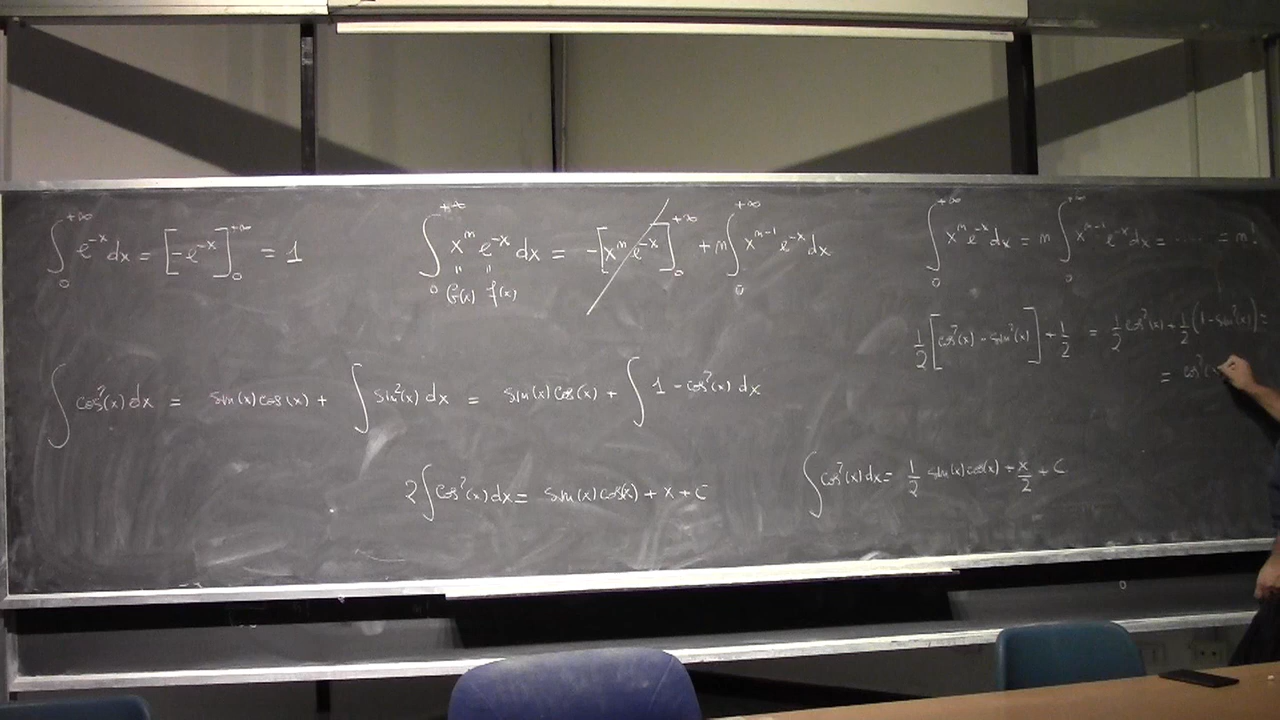 ∫₀^{+∞} e^{-x} dx = [-e^{-x}]₀^{+∞} = 1
∫₀^{+∞} x^n e^{-x} dx = -[x^n e^{-x}]₀^{+∞} + n ∫₀^{+∞} x^{n-1} e^{-x} dx
" "
G(x) f(x)
∫₀^{+∞} x^n e^{-x} dx = n ∫₀^{+∞} x^{n-1} e^{-x} dx = ...... = n!
1/2 [cos²(x) - sin²(x)] + 1/2 = 1/2 cos²(x) + 1/2 (1 - sin²(x)) =
= cos²(x
∫ cos²(x) dx = sin(x) cos(x) + ∫ sin²(x) dx = sin(x) cos(x) + ∫ 1 - cos²(x) dx
2 ∫ cos²(x) dx = sin(x) cos(x) + x + C
∫ cos²(x) dx = 1/2 sin(x) cos(x) + x/2 + C